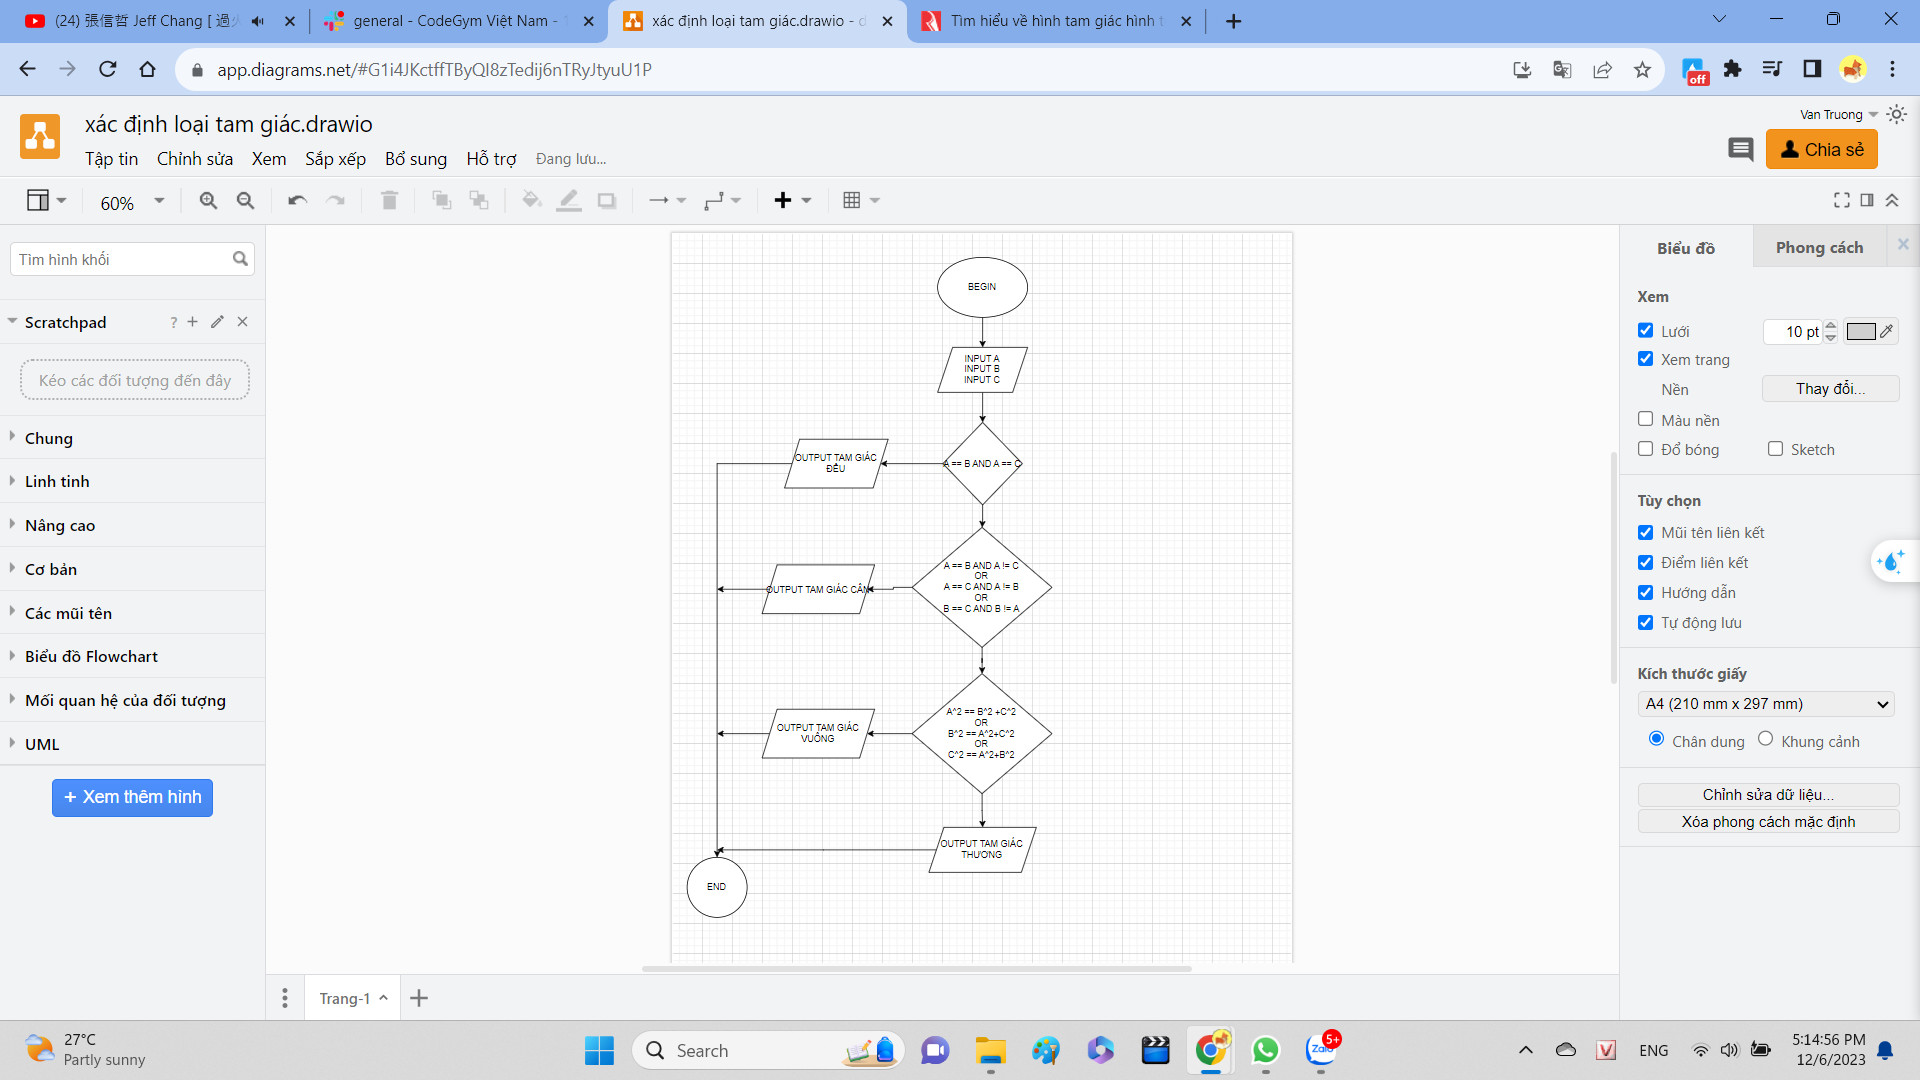 (24) 張信哲 Jeff Chang [ 過
general - CodeGym Việt Nam -
xác định loại tam giác.drawio - d
Tìm hiểu về hình tam giác hình t
app.diagrams.net/#G1i4JKctffTByQI8zTedij6nTRyJtyuU1P
off
xác định loại tam giác.drawio
Van Truong
Tập tin Chỉnh sửa Xem Sắp xếp Bổ sung Hỗ trợ Đang lưu...
Chia sẻ
60%
Tìm hình khối
Scratchpad ?
Kéo các đối tượng đến đây
Chung
Linh tinh
Nâng cao
Cơ bản
Các mũi tên
Biểu đồ Flowchart
Mối quan hệ của đối tượng
UML
+ Xem thêm hình
BEGIN
INPUT A
INPUT B
INPUT C
A == B AND A == C
OUTPUT TAM GIÁC
ĐỀU
A == B AND A != C
OR
A == C AND A != B
OR
B == C AND B != A
OUTPUT TAM GIÁC CÂN
A^2 == B^2 +C^2
OR
B^2 == A^2+C^2
OR
C^2 == A^2+B^2
OUTPUT TAM GIÁC
VUÔNG
OUTPUT TAM GIÁC
THƯỜNG
END
Biểu đồ
Phong cách
Xem
Lưới
10 pt
Xem trang
Nền
Thay đổi...
Màu nền
Đổ bóng
Sketch
Tùy chọn
Mũi tên liên kết
Điểm liên kết
Hướng dẫn
Tự động lưu
Kích thước giấy
A4 (210 mm x 297 mm)
Chân dung
Khung cảnh
Chỉnh sửa dữ liệu...
Xóa phong cách mặc định
Trang-1
27°C
Partly sunny
Search
Zalo
5+
ENG
5:14:56 PM
12/6/2023